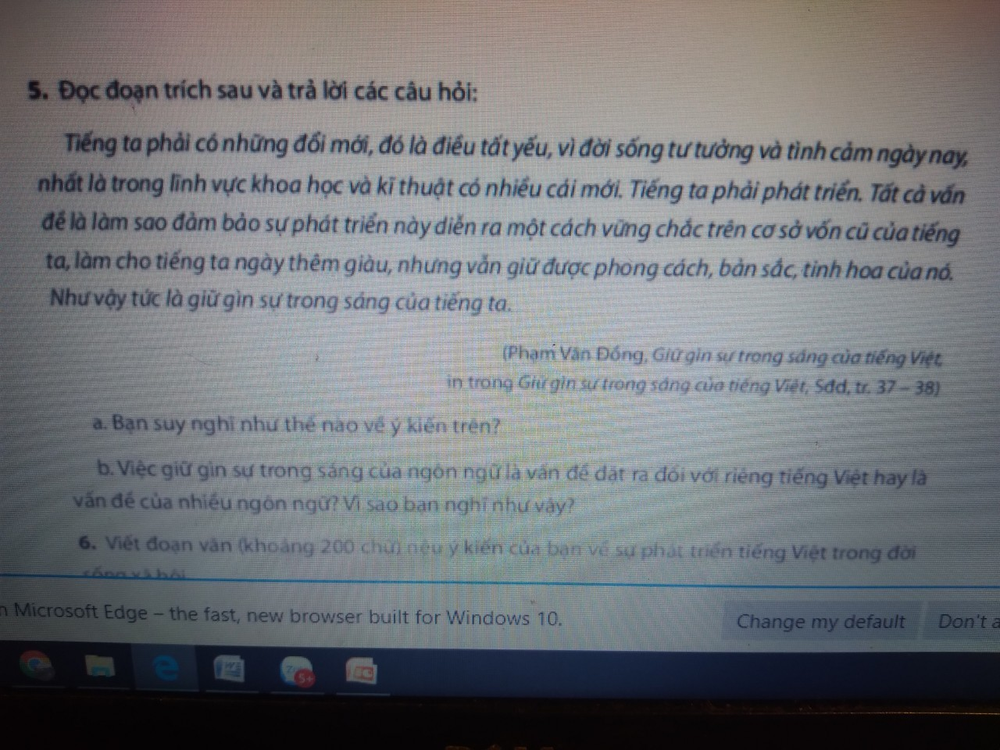 5. Đọc đoạn trích sau và trả lời các câu hỏi:
Tiếng ta phải có những đổi mới, đó là điều tất yếu, vì đời sống tư tưởng và tình cảm ngày nay,
nhất là trong lĩnh vực khoa học và kĩ thuật có nhiều cái mới. Tiếng ta phải phát triển. Tất cả vấn
đề là làm sao đảm bảo sự phát triển này diễn ra một cách vững chắc trên cơ sở vốn cũ của tiếng
ta, làm cho tiếng ta ngày thêm giàu, nhưng vẫn giữ được phong cách, bản sắc, tinh hoa của nó.
Như vậy tức là giữ gìn sự trong sáng của tiếng ta.
(Phạm Văn Đồng, Giữ gìn sự trong sáng của tiếng Việt,
in trong Giữ gìn sự trong sáng của tiếng Việt, Sđd, tr. 37 – 38)
a. Bạn suy nghĩ như thế nào về ý kiến trên?
b. Việc giữ gìn sự trong sáng của ngôn ngữ là vấn đề đặt ra đối với riêng tiếng Việt hay là
vấn đề của nhiều ngôn ngữ? Vì sao bạn nghĩ như vậy?
6. Viết đoạn văn (khoảng 200 chữ) nêu ý kiến của bạn về sự phát triển tiếng Việt trong đời
sống xã hội.
n Microsoft Edge – the fast, new browser built for Windows 10.
Change my default
Don't a
Zalo
5+